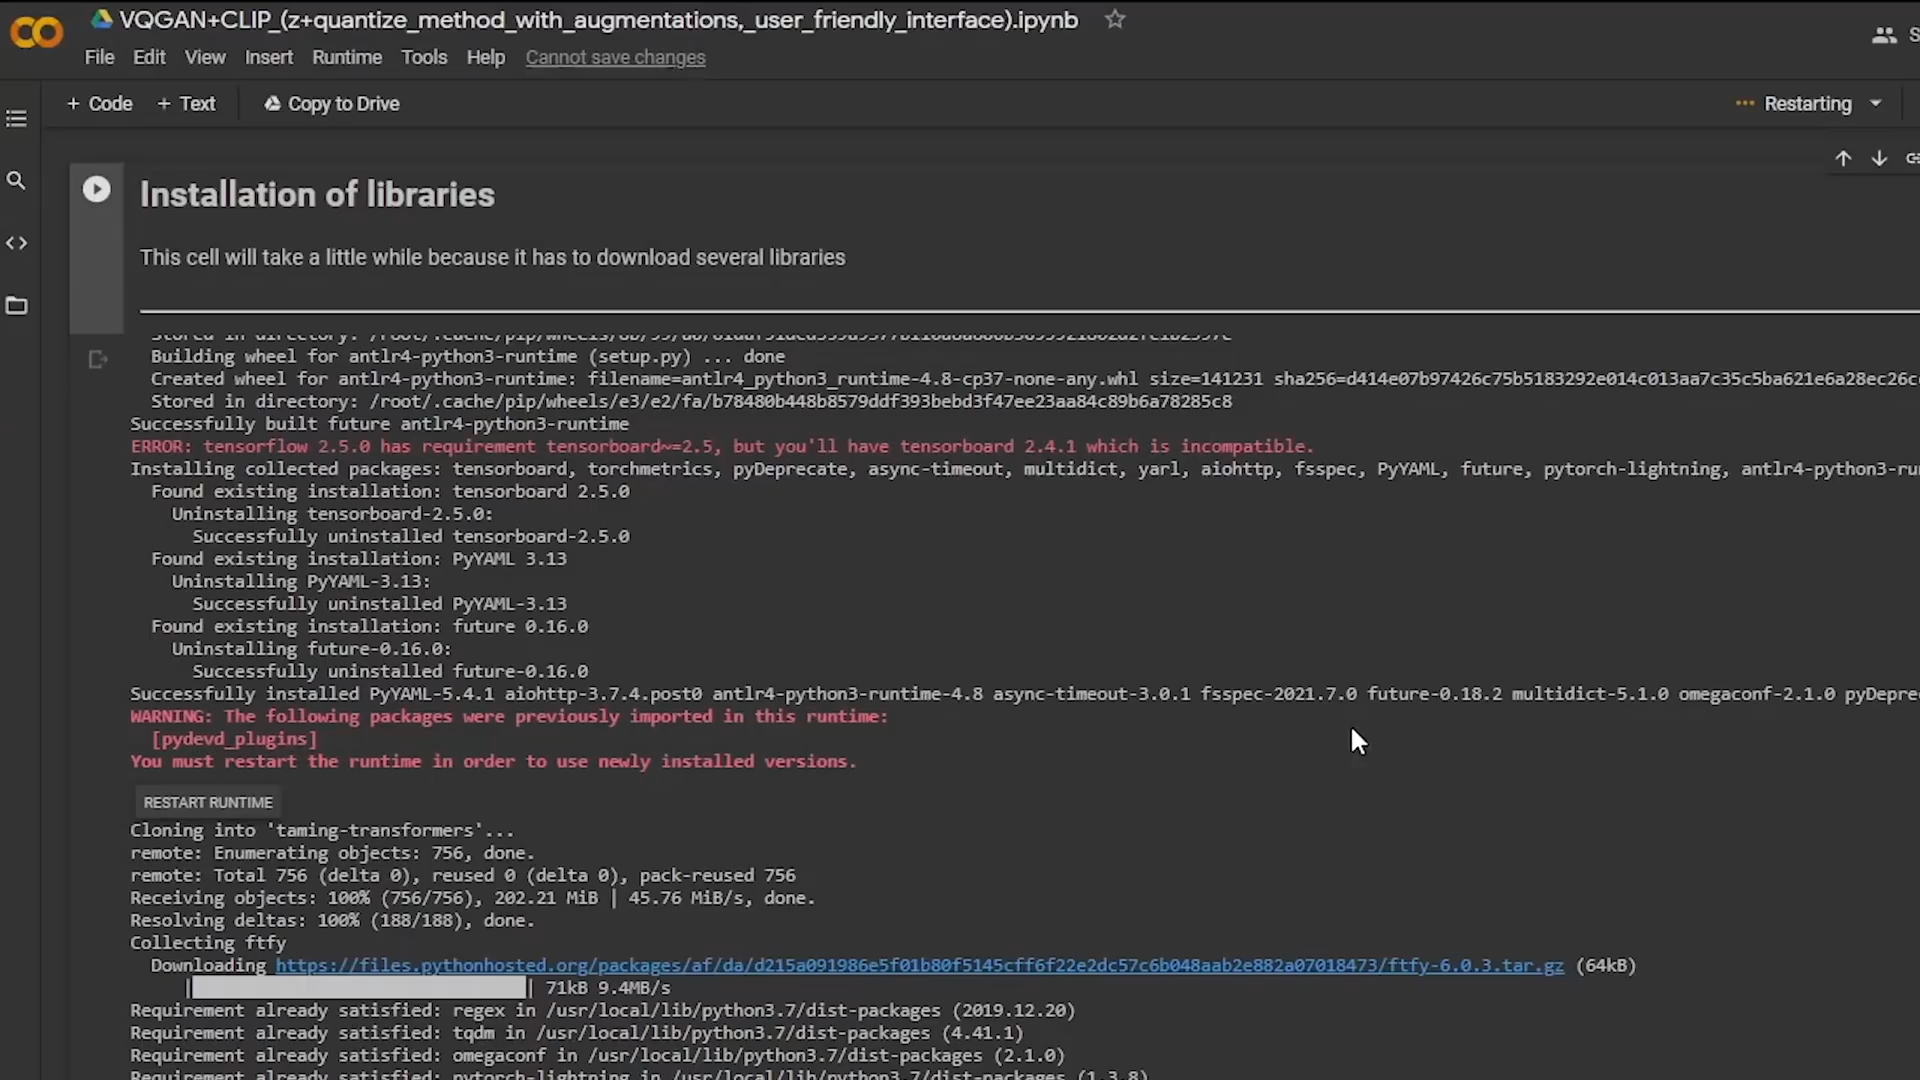 VQGAN+CLIP_(z+quantize_method_with_augmentations,_user_friendly_interface).ipynb
File Edit View Insert Runtime Tools Help Cannot save changes
+ Code + Text Copy to Drive Restarting
Installation of libraries
This cell will take a little while because it has to download several libraries
Building wheel for antlr4-python3-runtime (setup.py) ... done
Created wheel for antlr4-python3-runtime: filename=antlr4_python3_runtime-4.8-cp37-none-any.whl size=141231 sha256=d414e07b97426c75b5183292e014c013aa7c35c5ba621e6a28ec26c
Stored in directory: /root/.cache/pip/wheels/e3/e2/fa/b78480b448b8579ddf393bebd3f47ee23aa84c89b6a78285c8
Successfully built future antlr4-python3-runtime
ERROR: tensorflow 2.5.0 has requirement tensorboard~=2.5, but you'll have tensorboard 2.4.1 which is incompatible.
Installing collected packages: tensorboard, torchmetrics, pyDeprecate, async-timeout, multidict, yarl, aiohttp, fsspec, PyYAML, future, pytorch-lightning, antlr4-python3-ru
Found existing installation: tensorboard 2.5.0
Uninstalling tensorboard-2.5.0:
Successfully uninstalled tensorboard-2.5.0
Found existing installation: PyYAML 3.13
Uninstalling PyYAML-3.13:
Successfully uninstalled PyYAML-3.13
Found existing installation: future 0.16.0
Uninstalling future-0.16.0:
Successfully uninstalled future-0.16.0
Successfully installed PyYAML-5.4.1 aiohttp-3.7.4.post0 antlr4-python3-runtime-4.8 async-timeout-3.0.1 fsspec-2021.7.0 future-0.18.2 multidict-5.1.0 omegaconf-2.1.0 pyDepre
WARNING: The following packages were previously imported in this runtime:
[pydevd_plugins]
You must restart the runtime in order to use newly installed versions.
RESTART RUNTIME
Cloning into 'taming-transformers'...
remote: Enumerating objects: 756, done.
remote: Total 756 (delta 0), reused 0 (delta 0), pack-reused 756
Receiving objects: 100% (756/756), 202.21 MiB | 45.76 MiB/s, done.
Resolving deltas: 100% (188/188), done.
Collecting ftfy
Downloading https://files.pythonhosted.org/packages/af/da/d215a091986e5f01b80f5145cff6f22e2dc57c6b048aab2e882a07018473/ftfy-6.0.3.tar.gz (64kB)
71kB 9.4MB/s
Requirement already satisfied: regex in /usr/local/lib/python3.7/dist-packages (2019.12.20)
Requirement already satisfied: tqdm in /usr/local/lib/python3.7/dist-packages (4.41.1)
Requirement already satisfied: omegaconf in /usr/local/lib/python3.7/dist-packages (2.1.0)
Requirement already satisfied: pytorch-lightning in /usr/local/lib/python3.7/dist-packages (1.3.8)